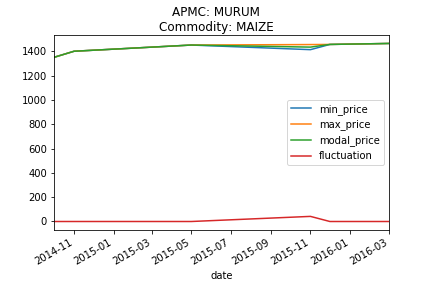 APMC: MURUM
Commodity: MAIZE
1400
1200
1000
800
600
400
200
0
min_price
max_price
modal_price
fluctuation
2014-11
2015-01
2015-03
2015-05
2015-07
2015-09
2015-11
2016-01
2016-03
date